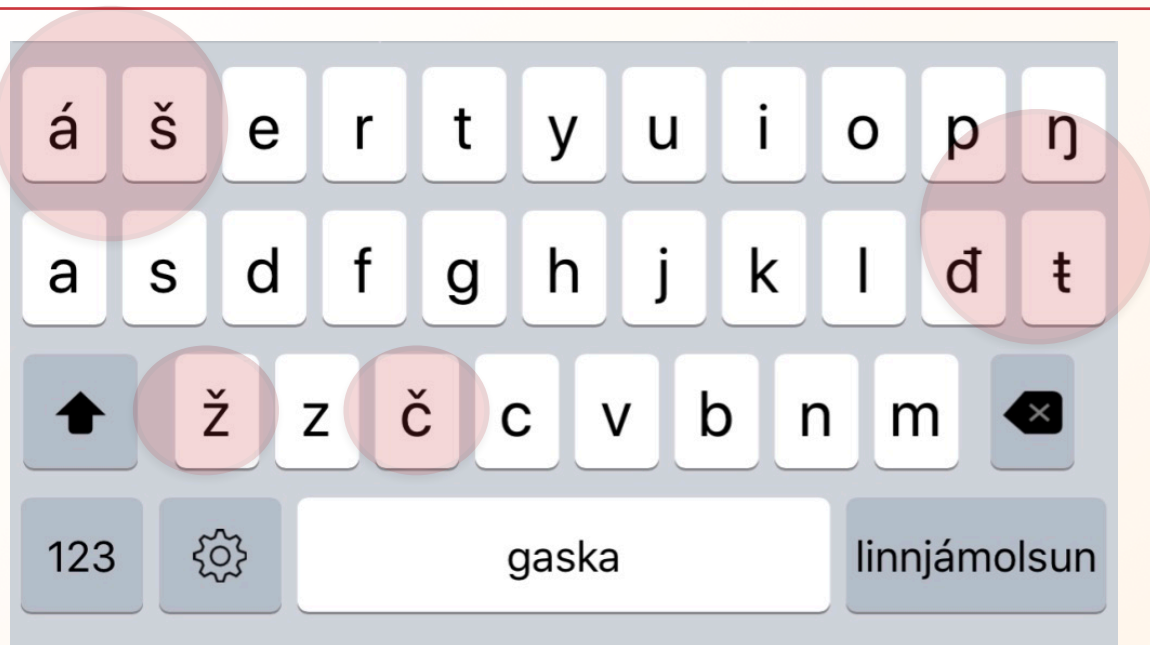 á š e r t y u i o p ŋ
a s d f g h j k l đ ŧ
ž z č c v b n m
123 gaska linnjámolsun